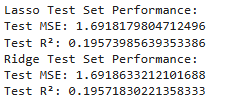 Lasso Test Set Performance:
Test MSE: 1.6918179804712496
Test R²: 0.19573985639353386
Ridge Test Set Performance:
Test MSE: 1.6918633212101688
Test R²: 0.19571830221358333